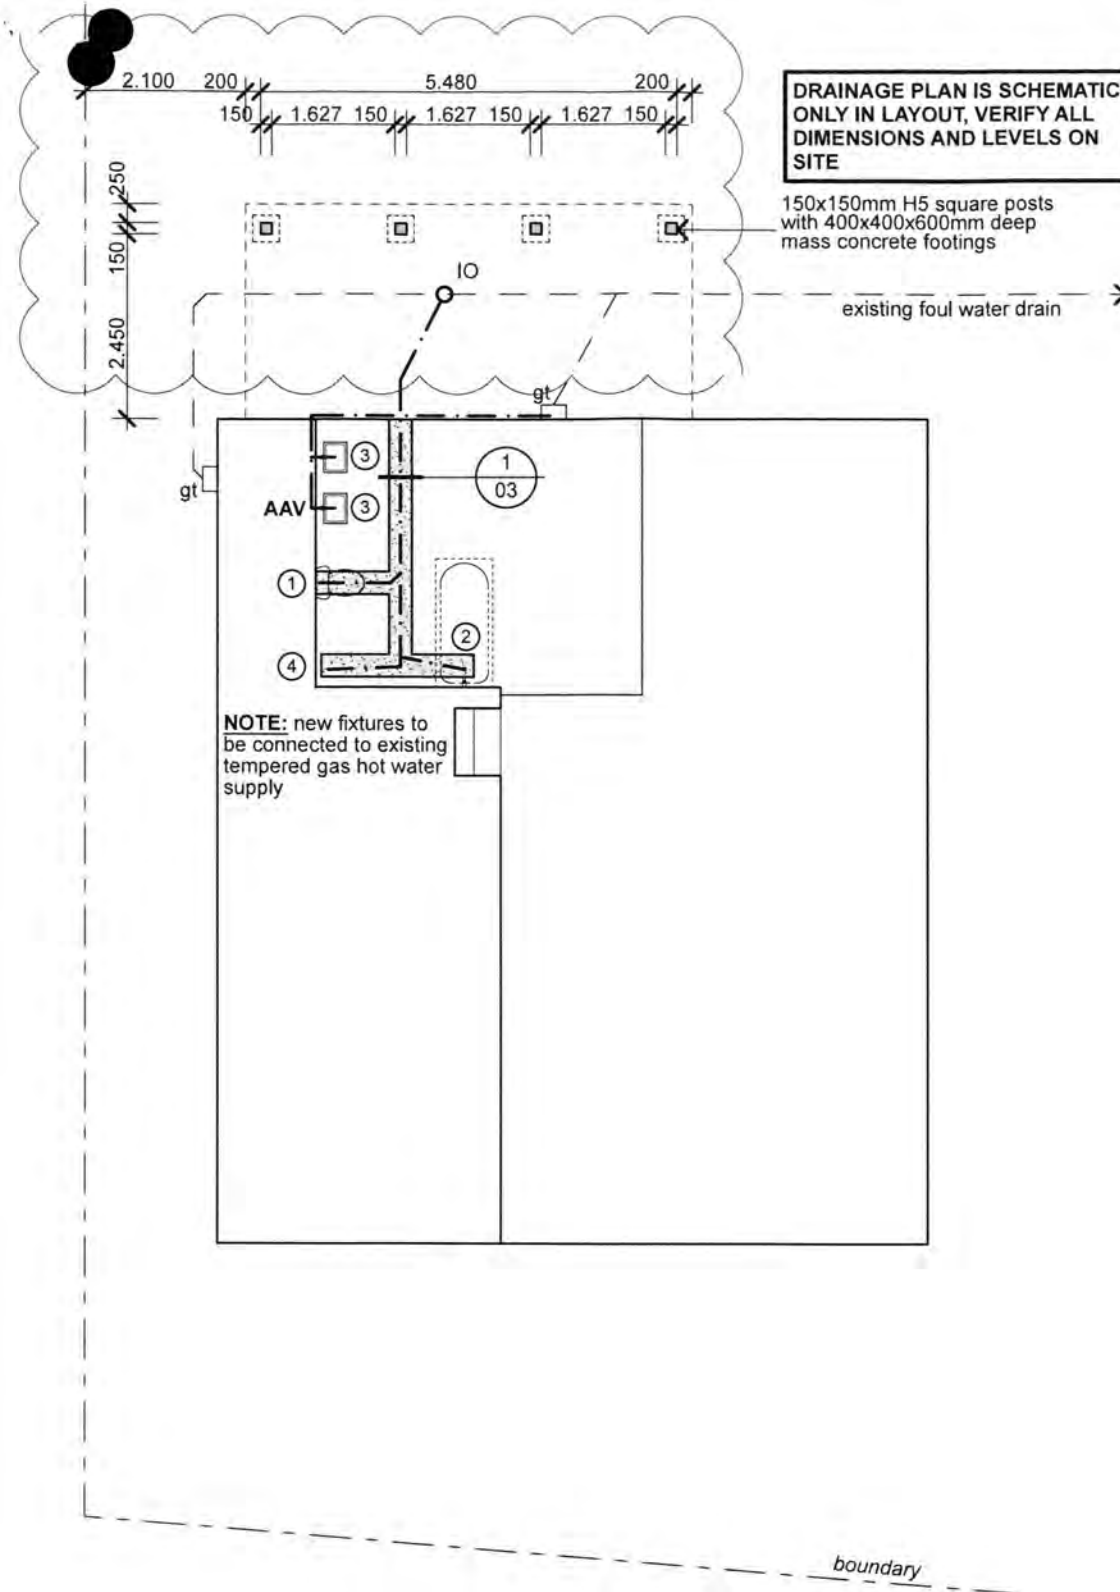 2.100 200 5.480 200
150 1.627 150 1.627 150 1.627 150
DRAINAGE PLAN IS SCHEMATIC
ONLY IN LAYOUT, VERIFY ALL
DIMENSIONS AND LEVELS ON
SITE
250
150
2.450
150x150mm H5 square posts
with 400x400x600mm deep
mass concrete footings
IO
existing foul water drain
gt
gt
3
AAV
3
1
03
1
2
4
NOTE: new fixtures to
be connected to existing
tempered gas hot water
supply
boundary